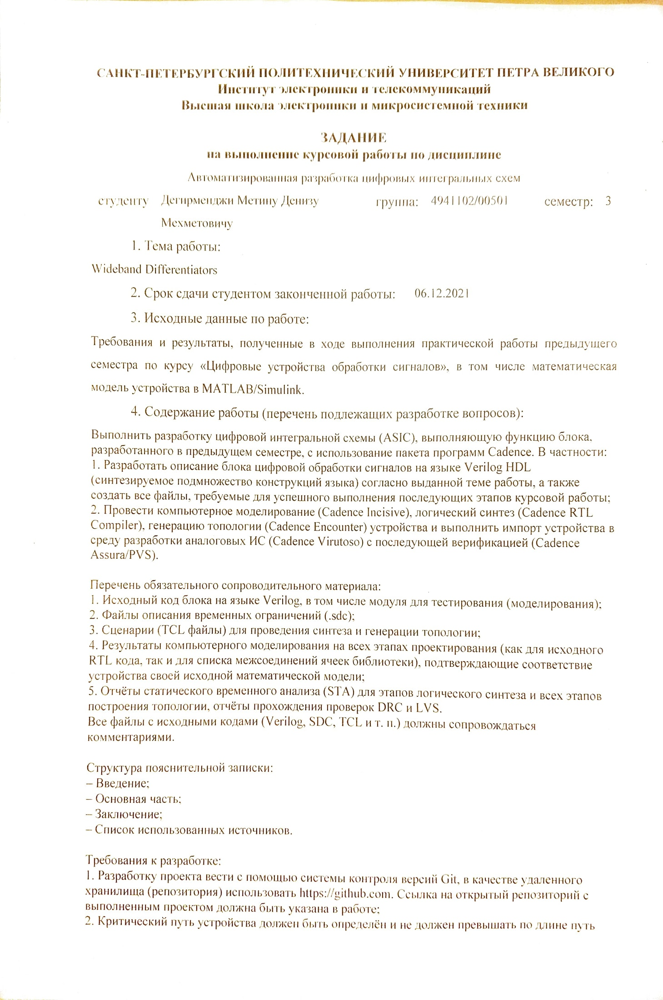 САНКТ-ПЕТЕРБУРГСКИЙ ПОЛИТЕХНИЧЕСКИЙ УНИВЕРСИТЕТ ПЕТРА ВЕЛИКОГО
Институт электроники и телекоммуникаций
Высшая школа электроники и микросистемной техники
ЗАДАНИЕ
на выполнение курсовой работы по дисциплине
Автоматизированная разработка цифровых интегральных схем
студенту Дегирменджи Метину Денизу группа: 4941102/00501 семестр: 3
Мехметовичу
1. Тема работы:
Wideband Differentiators
2. Срок сдачи студентом законченной работы: 06.12.2021
3. Исходные данные по работе:
Требования и результаты, полученные в ходе выполнения практической работы предыдущего
семестра по курсу «Цифровые устройства обработки сигналов», в том числе математическая
модель устройства в MATLAB/Simulink.
4. Содержание работы (перечень подлежащих разработке вопросов):
Выполнить разработку цифровой интегральной схемы (ASIC), выполняющую функцию блока,
разработанного в предыдущем семестре, с использование пакета программ Cadence. В частности:
1. Разработать описание блока цифровой обработки сигналов на языке Verilog HDL
(синтезируемое подмножество конструкций языка) согласно выданной теме работы, а также
создать все файлы, требуемые для успешного выполнения последующих этапов курсовой работы;
2. Провести компьютерное моделирование (Cadence Incisive), логический синтез (Cadence RTL
Compiler), генерацию топологии (Cadence Encounter) устройства и выполнить импорт устройства в
среду разработки аналоговых ИС (Cadence Virutoso) с последующей верификацией (Cadence
Assura/PVS).
Перечень обязательного сопроводительного материала:
1. Исходный код блока на языке Verilog, в том числе модуля для тестирования (моделирования);
2. Файлы описания временных ограничений (.sdc);
3. Сценарии (TCL файлы) для проведения синтеза и генерации топологии;
4. Результаты компьютерного моделирования на всех этапах проектирования (как для исходного
RTL кода, так и для списка межсоединений ячеек библиотеки), подтверждающие соответствие
устройства своей исходной математической модели;
5. Отчёты статического временного анализа (STA) для этапов логического синтеза и всех этапов
построения топологии, отчёты прохождения проверок DRC и LVS.
Все файлы с исходными кодами (Verilog, SDC, TCL и т. п.) должны сопровождаться
комментариями.
Структура пояснительной записки:
– Введение;
– Основная часть;
– Заключение;
– Список использованных источников.
Требования к разработке:
1. Разработку проекта вести с помощью системы контроля версий Git, в качестве удаленного
хранилища (репозитория) использовать https://github.com. Ссылка на открытый репозиторий с
выполненным проектом должна быть указана в работе;
2. Критический путь устройства должен быть определён и не должен превышать по длине путь